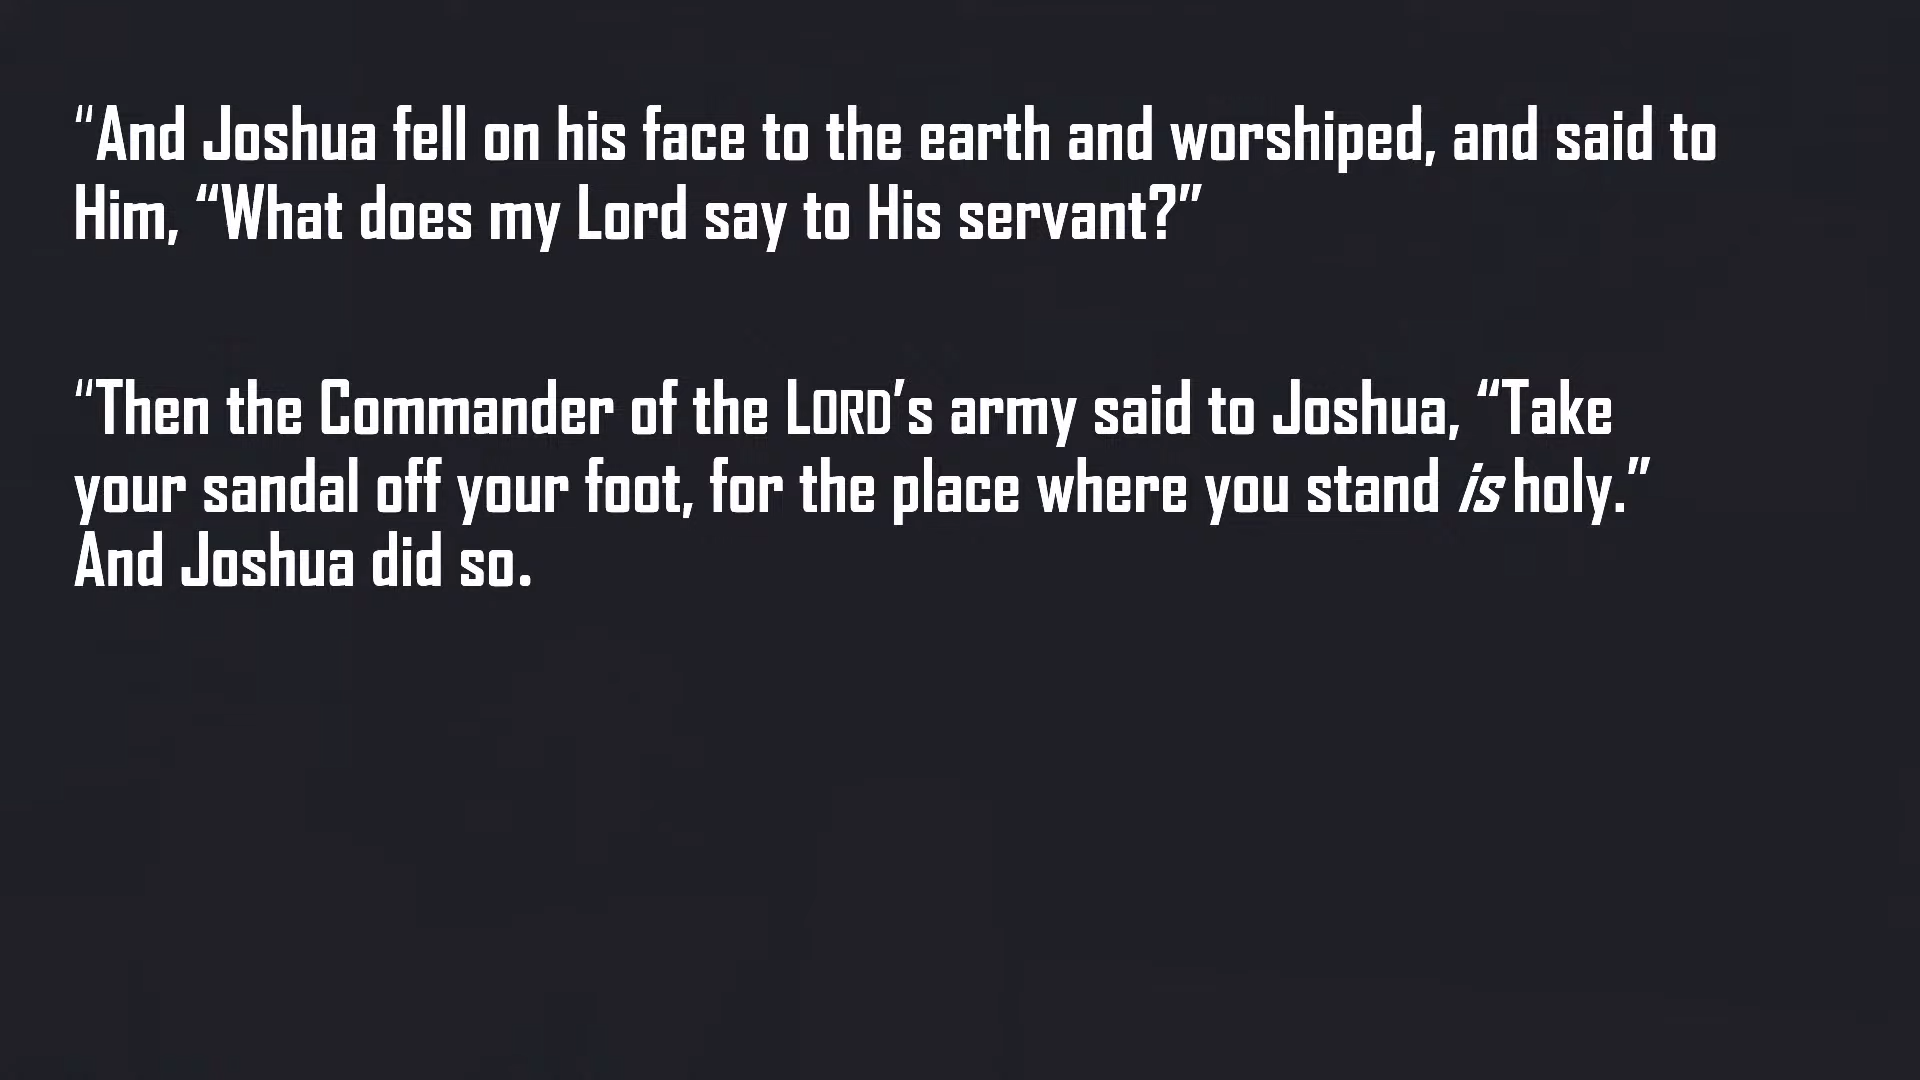 “And Joshua fell on his face to the earth and worshiped, and said to
Him, “What does my Lord say to His servant?”
“Then the Commander of the LORD’s army said to Joshua, “Take
your sandal off your foot, for the place where you stand is holy.”
And Joshua did so.